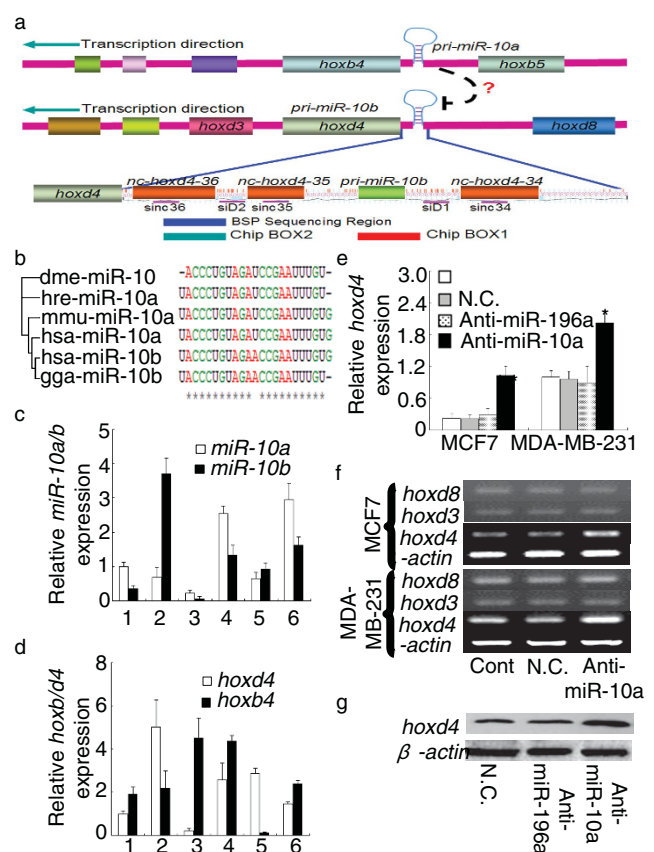 a
Transcription direction
pri-miR-10a
hoxb4
hoxb5
?
Transcription direction
pri-miR-10b
hoxd3
hoxd4
hoxd8
nc-hoxd4-36
nc-hoxd4-35
pri-miR-10b
nc-hoxd4-34
hoxd4
sinc36
siD2
sinc35
siD1
sinc34
BSP Sequencing Region
Chip BOX2
Chip BOX1
b
dme-miR-10 -ACCCUGUAGAUCCGAAUUUGU-
hre-miR-10a UACCCUGUAGAUCCGAAUUUGU-
mmu-miR-10a UACCCUGUAGAUCCGAAUUUGUG
hsa-miR-10a UACCCUGUAGAUCCGAAUUUGUG
hsa-miR-10b UACCCUGUAGAACCGAAUUUGUG
gga-miR-10b UACCCUGUAGAACCGAAUUUGU-
********** *********
c
Relative miR-10a/b
expression
5
4
3
2
1
0
miR-10a
miR-10b
1 2 3 4 5 6
d
Relative hoxb/d4
expression
8
6
4
2
0
hoxd4
hoxb4
1 2 3 4 5 6
e
Relative hoxd4
expression
3.0
2.4
1.8
1.2
0.6
0
N.C.
Anti-miR-196a
Anti-miR-10a
*
*
MCF7 MDA-MB-231
f
MCF7
hoxd8
hoxd3
hoxd4
-actin
MDA-
MB-231
hoxd8
hoxd3
hoxd4
-actin
Cont N.C. Anti-
miR-10a
g
hoxd4
β -actin
N.C.
Anti-
miR-196a
Anti-
miR-10a